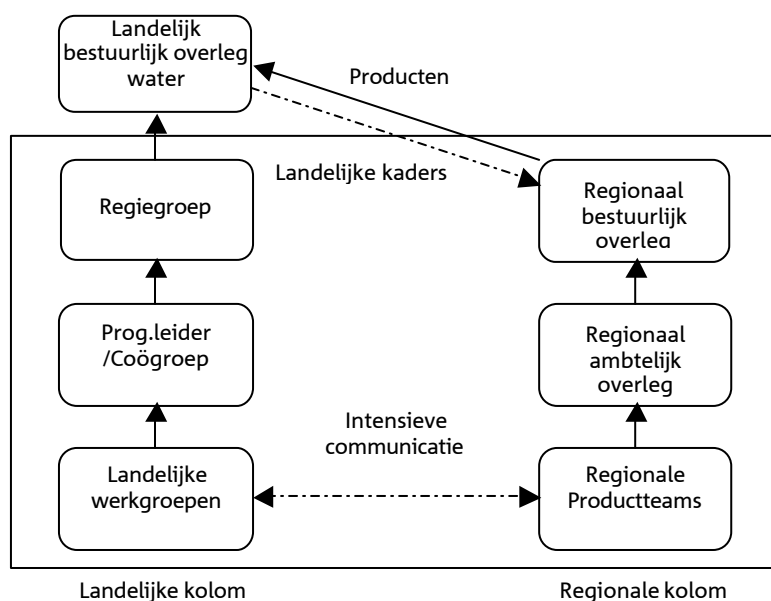 Landelijk
bestuurlijk overleg
water
Producten
Landelijke kaders
Regiegroep
Regionaal
bestuurlijk
overleg
Prog.leider
/Coögroep
Regionaal
ambtelijk
overleg
Intensieve
communicatie
Landelijke
werkgroepen
Regionale
Productteams
Landelijke kolom
Regionale kolom